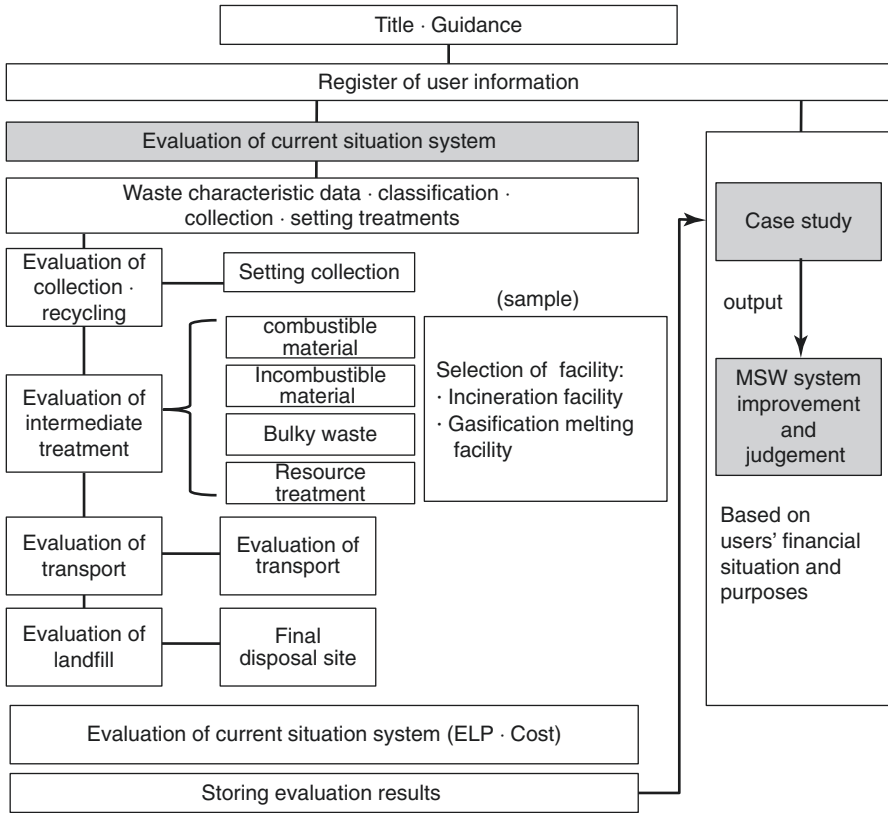 Title · Guidance
Register of user information
Evaluation of current situation system
Waste characteristic data · classification ·
collection · setting treatments
Evaluation of
collection ·
recycling
Setting collection
(sample)
combustible
material
Incombustible
material
Bulky waste
Resource
treatment
Selection of facility:
· Incineration facility
· Gasification melting
facility
Evaluation of
intermediate
treatment
Evaluation of
transport
Evaluation of
transport
Evaluation of
landfill
Final
disposal site
Evaluation of current situation system (ELP · Cost)
Storing evaluation results
Case study
output
MSW system
improvement
and
judgement
Based on
users’ financial
situation and
purposes